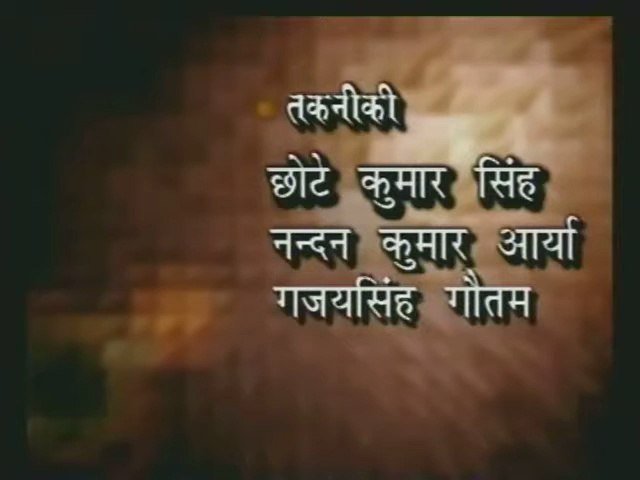 तकनीकी
छोटे कुमार सिंह
नन्दन कुमार आर्या
गजयसिंह गौतम